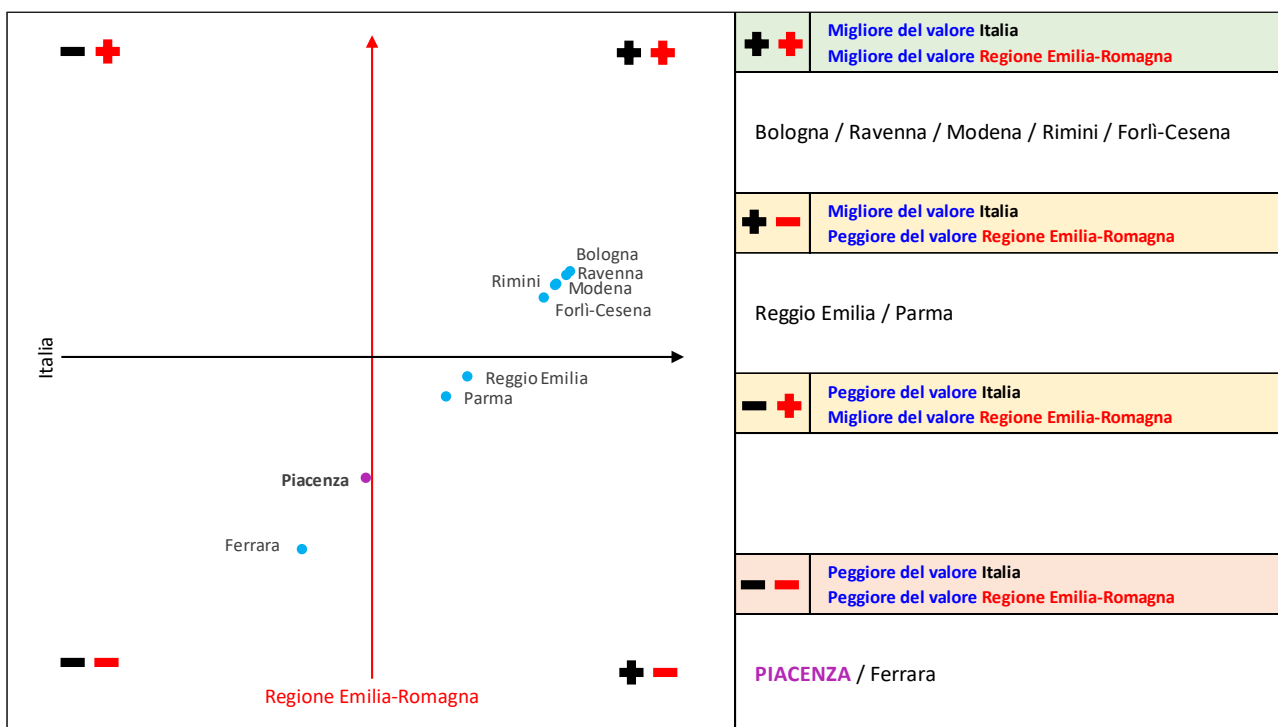 Bologna
Ravenna
Rimini
Modena
Forlì-Cesena
Italia
Reggio Emilia
Parma
Piacenza
Ferrara
Regione Emilia-Romagna
Migliore del valore Italia
Migliore del valore Regione Emilia-Romagna
Bologna / Ravenna / Modena / Rimini / Forlì-Cesena
Migliore del valore Italia
Peggiore del valore Regione Emilia-Romagna
Reggio Emilia / Parma
Peggiore del valore Italia
Migliore del valore Regione Emilia-Romagna
Peggiore del valore Italia
Peggiore del valore Regione Emilia-Romagna
PIACENZA / Ferrara